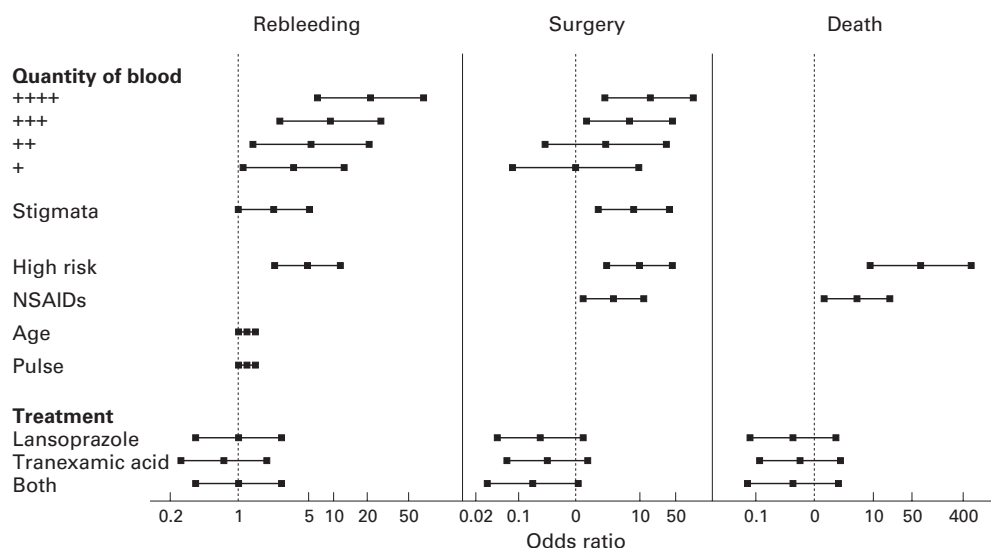 Rebleeding Surgery Death
Quantity of blood
++++
+++
++
+
Stigmata
High risk
NSAIDs
Age
Pulse
Treatment
Lansoprazole
Tranexamic acid
Both
0.2 1 5 10 20 50 0.02 0.1 0 10 50 0.1 0 10 50 400
Odds ratio